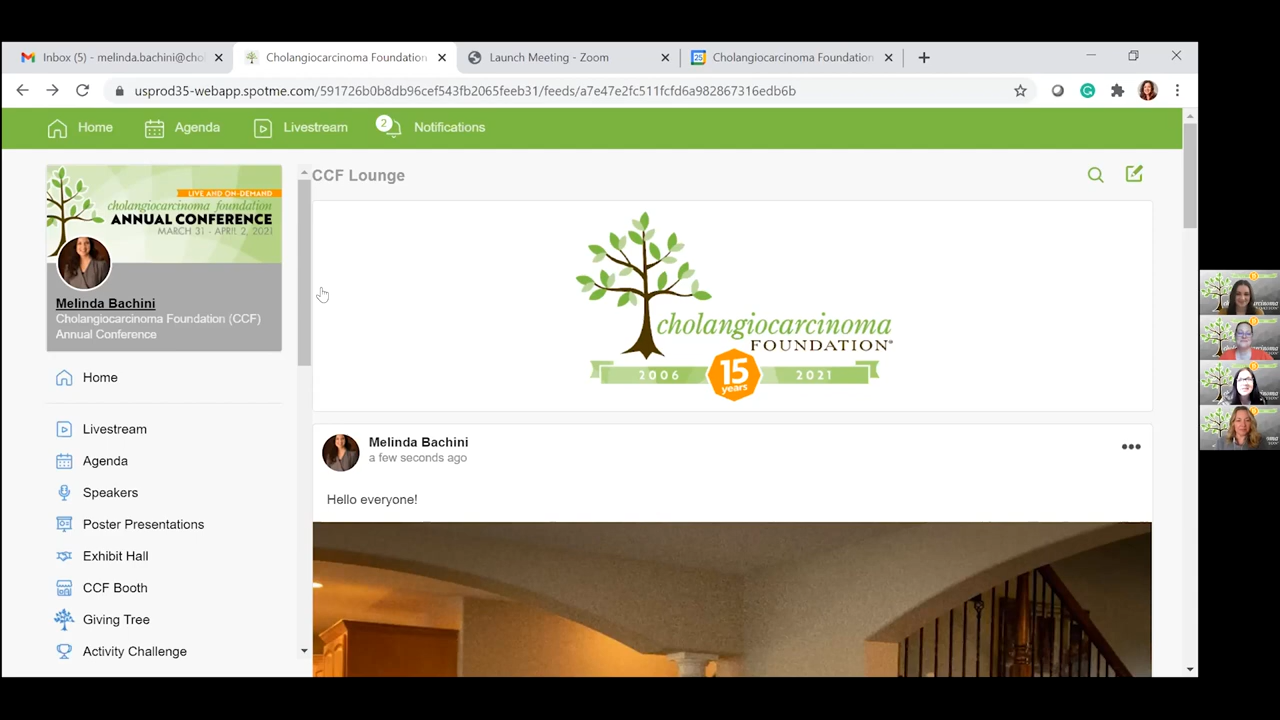 Inbox (5) - melinda.bachini@cho
Cholangiocarcinoma Foundation
Launch Meeting - Zoom
Cholangiocarcinoma Foundation
usprod35-webapp.spotme.com/591726b0b8db96cef543fb2065feeb31/feeds/a7e47e2fc511fcfd6a982867316edb6b
Home
Agenda
Livestream
2
Notifications
LIVE AND ON-DEMAND
cholangiocarcinoma foundation
ANNUAL CONFERENCE
MARCH 31 - APRIL 2, 2021
Melinda Bachini
Cholangiocarcinoma Foundation (CCF)
Annual Conference
Home
Livestream
Agenda
Speakers
Poster Presentations
Exhibit Hall
CCF Booth
Giving Tree
Activity Challenge
CCF Lounge
cholangiocarcinoma
FOUNDATION®
2006 15 years 2021
Melinda Bachini
a few seconds ago
Hello everyone!